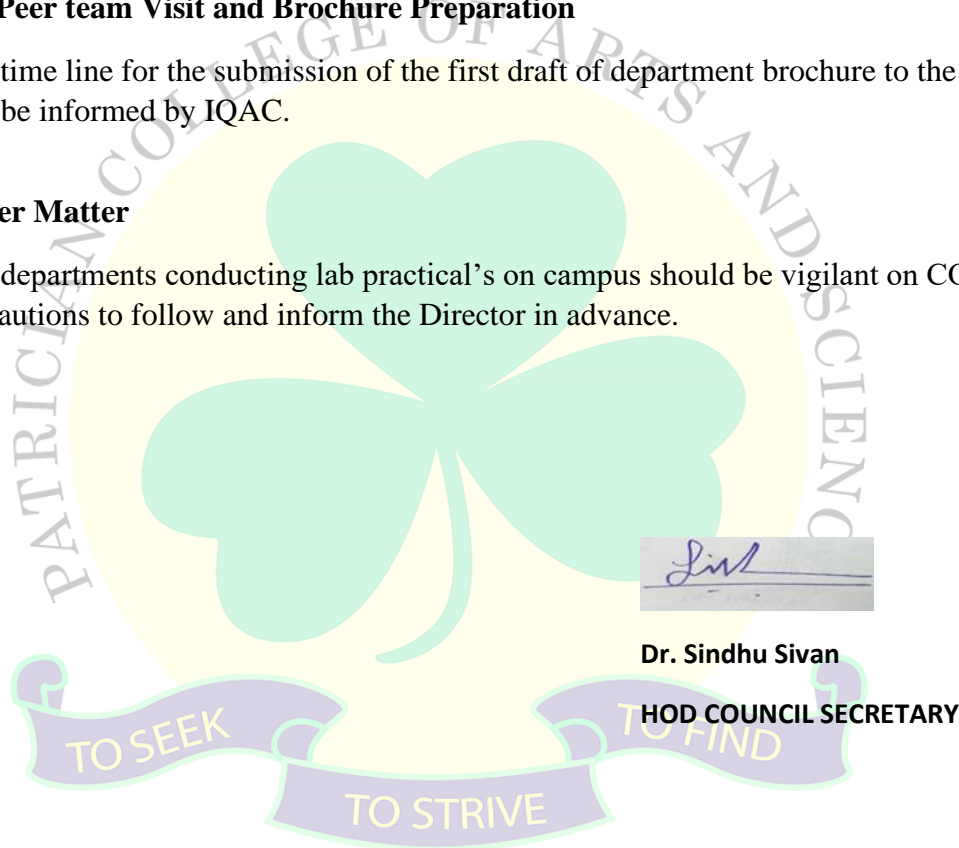 Peer team Visit and Brochure Preparation
time line for the submission of the first draft of department brochure to the
be informed by IQAC.
er Matter
departments conducting lab practical's on campus should be vigilant on CO
autions to follow and inform the Director in advance.
PATRICIAN COLLEGE OF ARTS AND SCIENC
Dr. Sindhu Sivan
HOD COUNCIL SECRETARY
TO SEEK
TO STRIVE
TO FIND